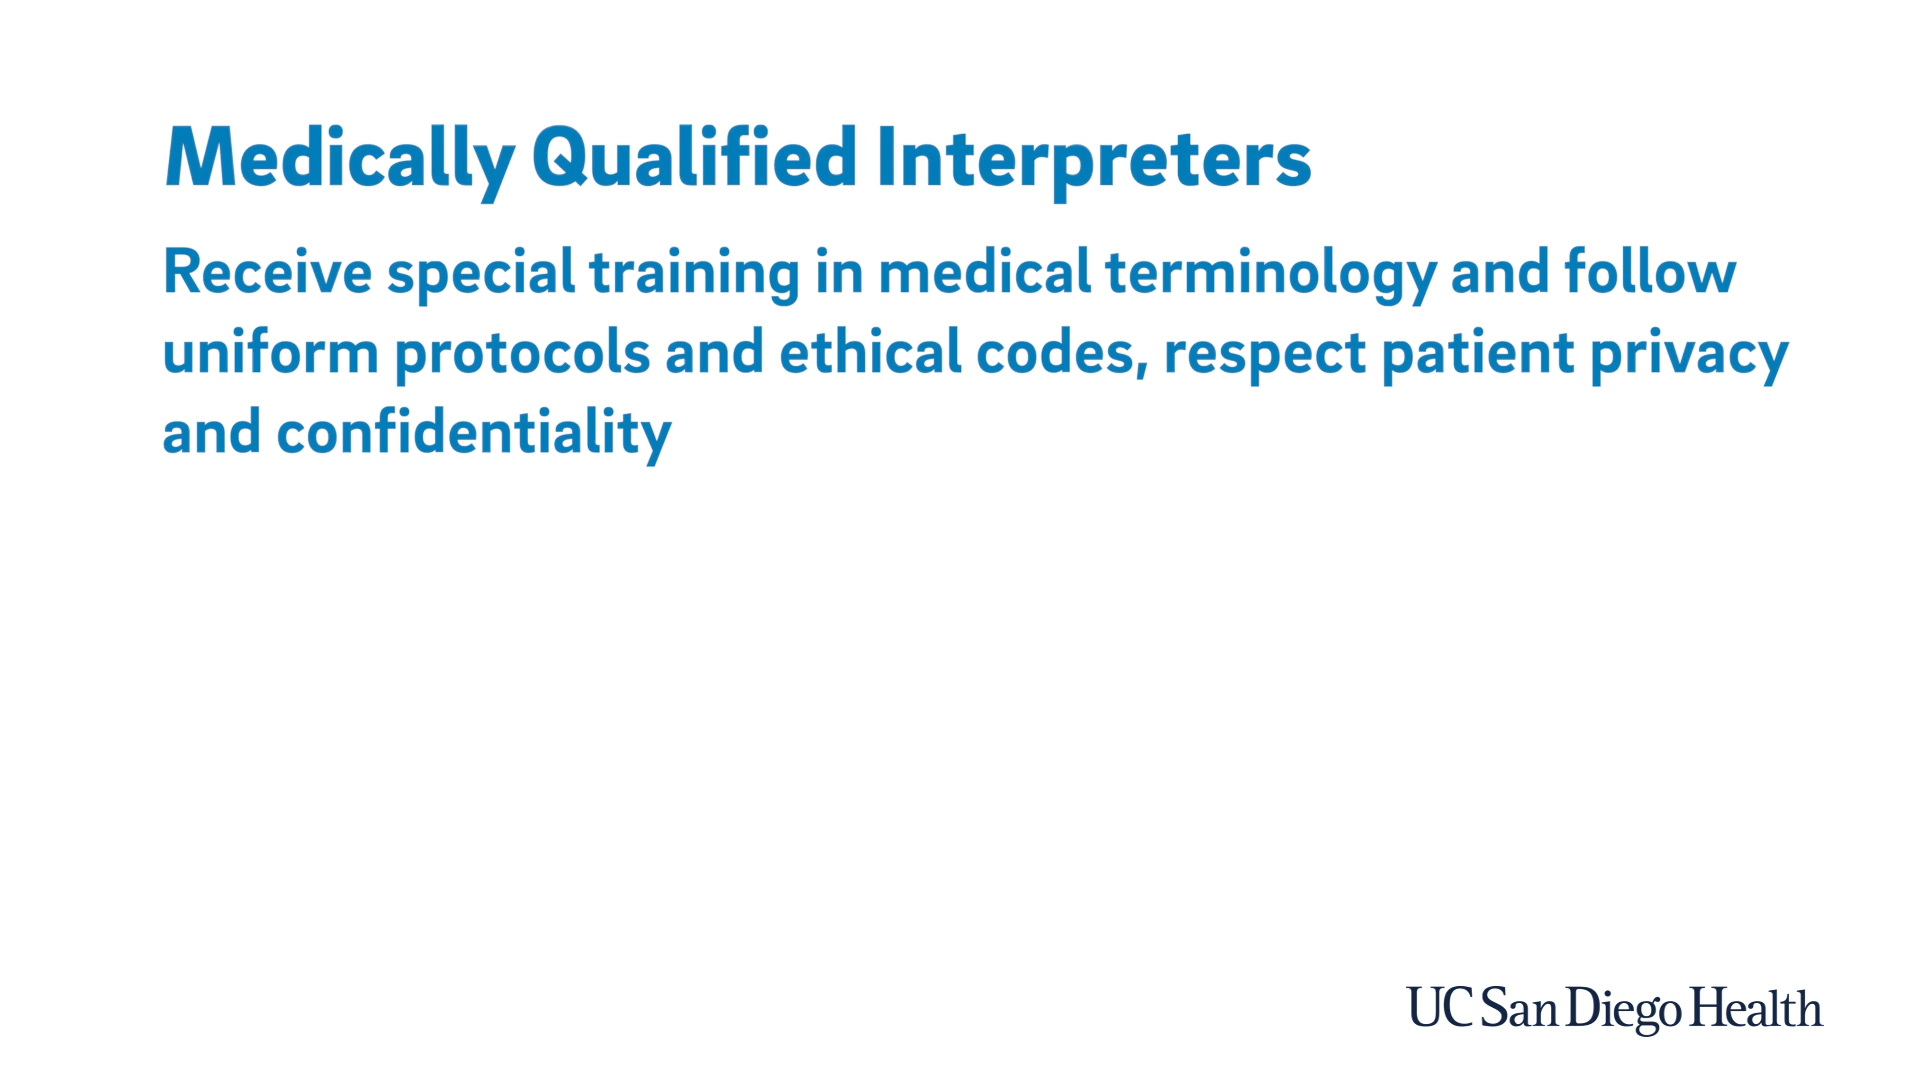 Medically Qualified Interpreters
Receive special training in medical terminology and follow
uniform protocols and ethical codes, respect patient privacy
and confidentiality
UC San Diego Health